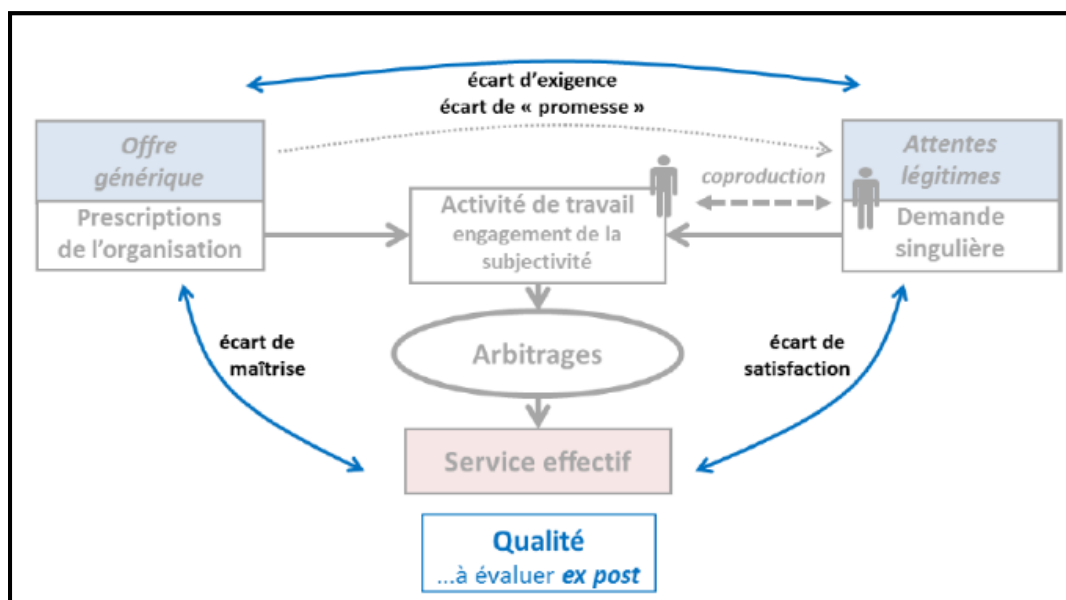 écart d'exigence
écart de « promesse »
Offre
générique
Prescriptions
de l'organisation
Activité de travail
engagement de la
subjectivité
coproduction
Attentes
légitimes
Demande
singulière
écart de
maîtrise
Arbitrages
écart de
satisfaction
Service effectif
Qualité
...à évaluer ex post